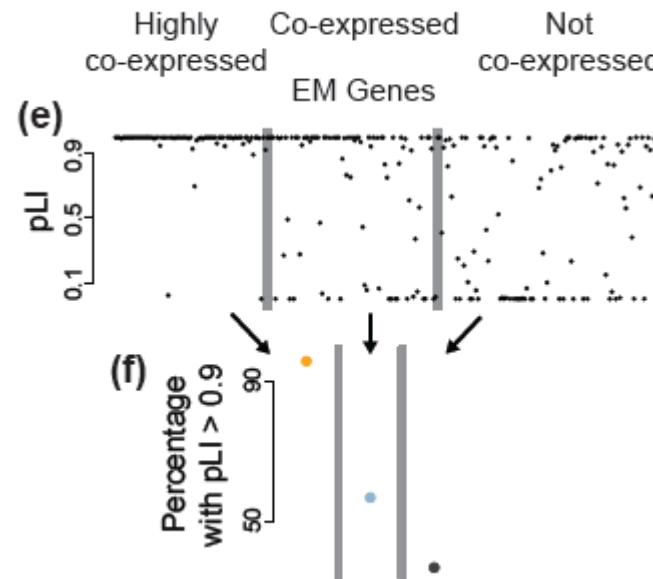 Highly
co-expressed
Co-expressed
Not
co-expressed
EM Genes
(e)
pLI
0.9
0.5
0.1
(f)
Percentage
with pLI > 0.9
90
50